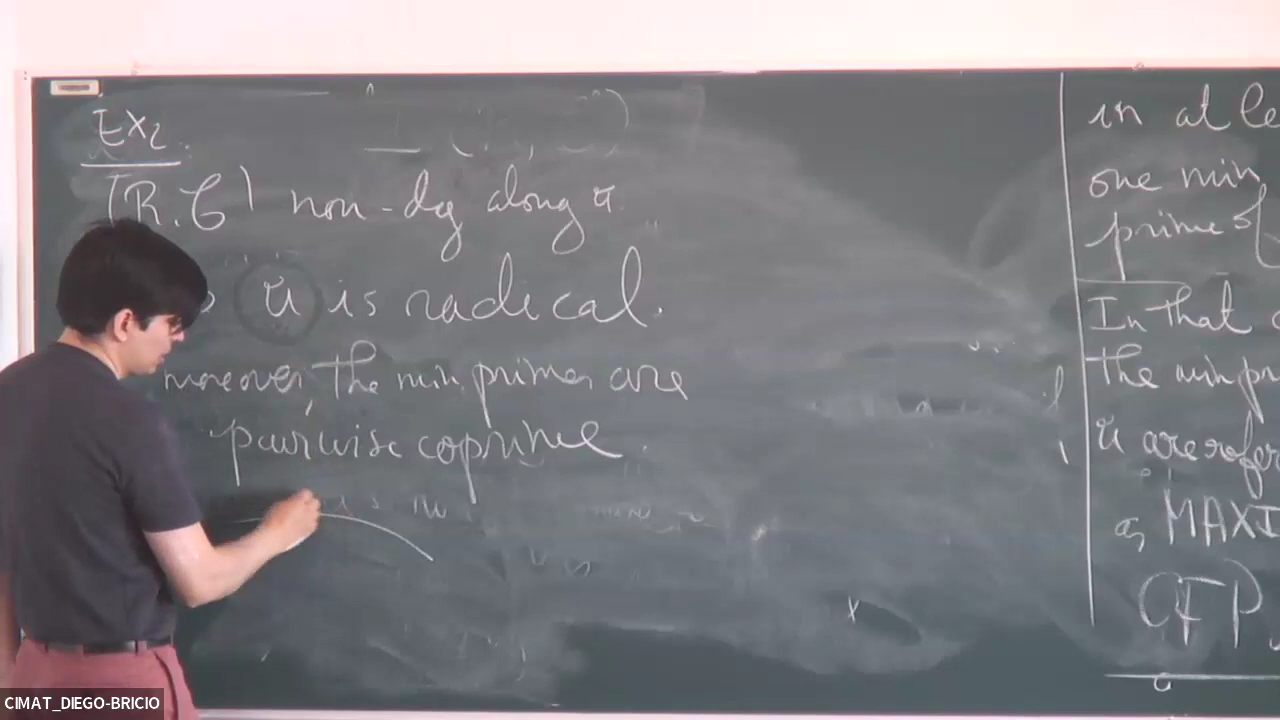 Ex2.
(R, C) non-deg along a.
a is radical.
moreover, the min primes are
pairwise coprime.
in at le
one min
prime of
In that c
the min pr
a are refer
as MAXI
CFP
CIMAT_DIEGO-BRICIO